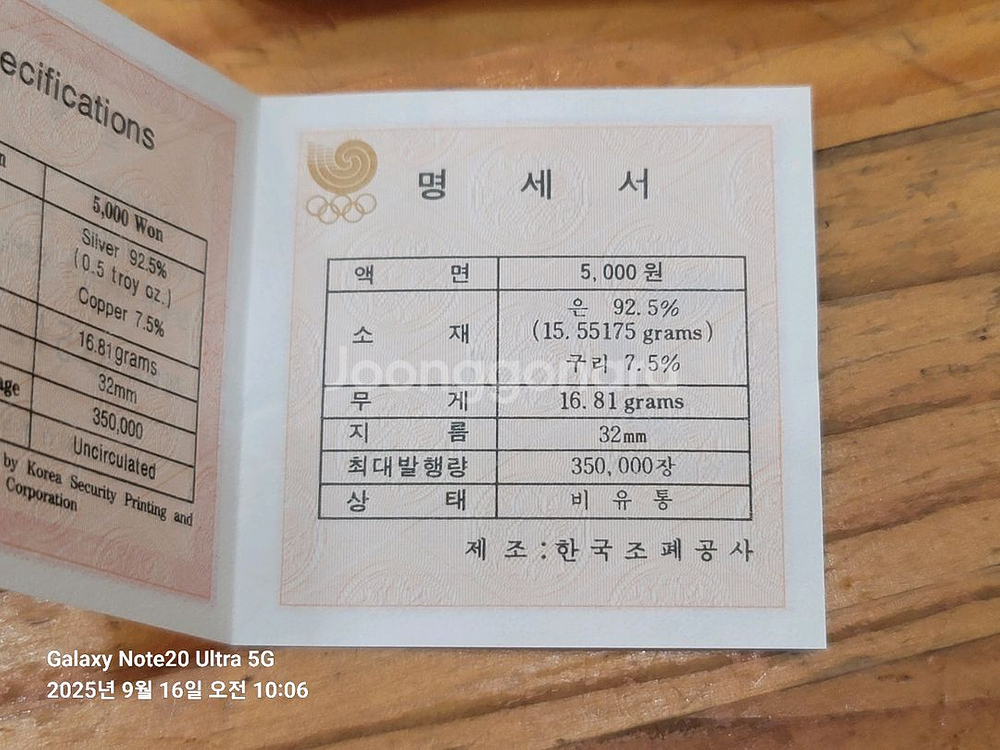 ecifications
5,000 Won
Silver 92.5%
(0.5 troy oz.)
Copper 7.5%
16.81grams
32mm
350,000
Uncirculated
by Korea Security Printing and
Corporation
명 세 서
액 면 5,000원
은 92.5%
소 재 (15.55175 grams)
구리 7.5%
무 게 16.81 grams
지 름 32mm
최대발행량 350,000장
상 태 비 유 통
제 조 : 한국조폐공사
Joonggonara
Galaxy Note20 Ultra 5G
2025년 9월 16일 오전 10:06